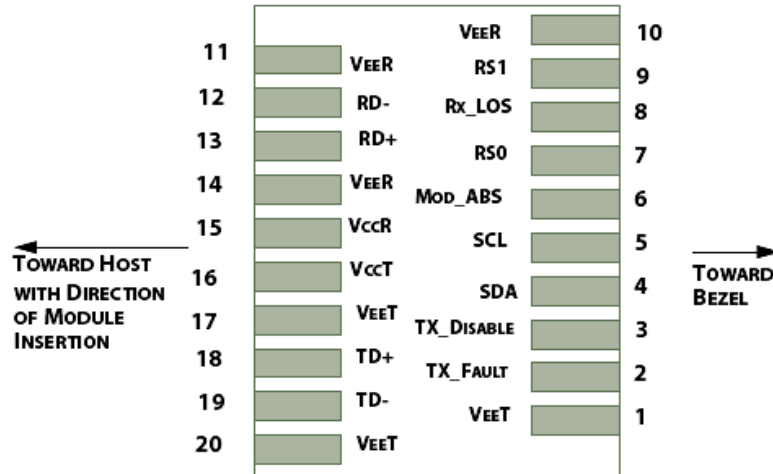 11 VEER
12 RD-
13 RD+
14 VEER
15 VCCR
16 VCCT
17 VEET
18 TD+
19 TD-
20 VEET
VEER 10
RS1 9
RX_LOS 8
RS0 7
MOD_ABS 6
SCL 5
SDA 4
TX_DISABLE 3
TX_FAULT 2
VEET 1
TOWARD HOST
WITH DIRECTION
OF MODULE
INSERTION
TOWARD
BEZEL